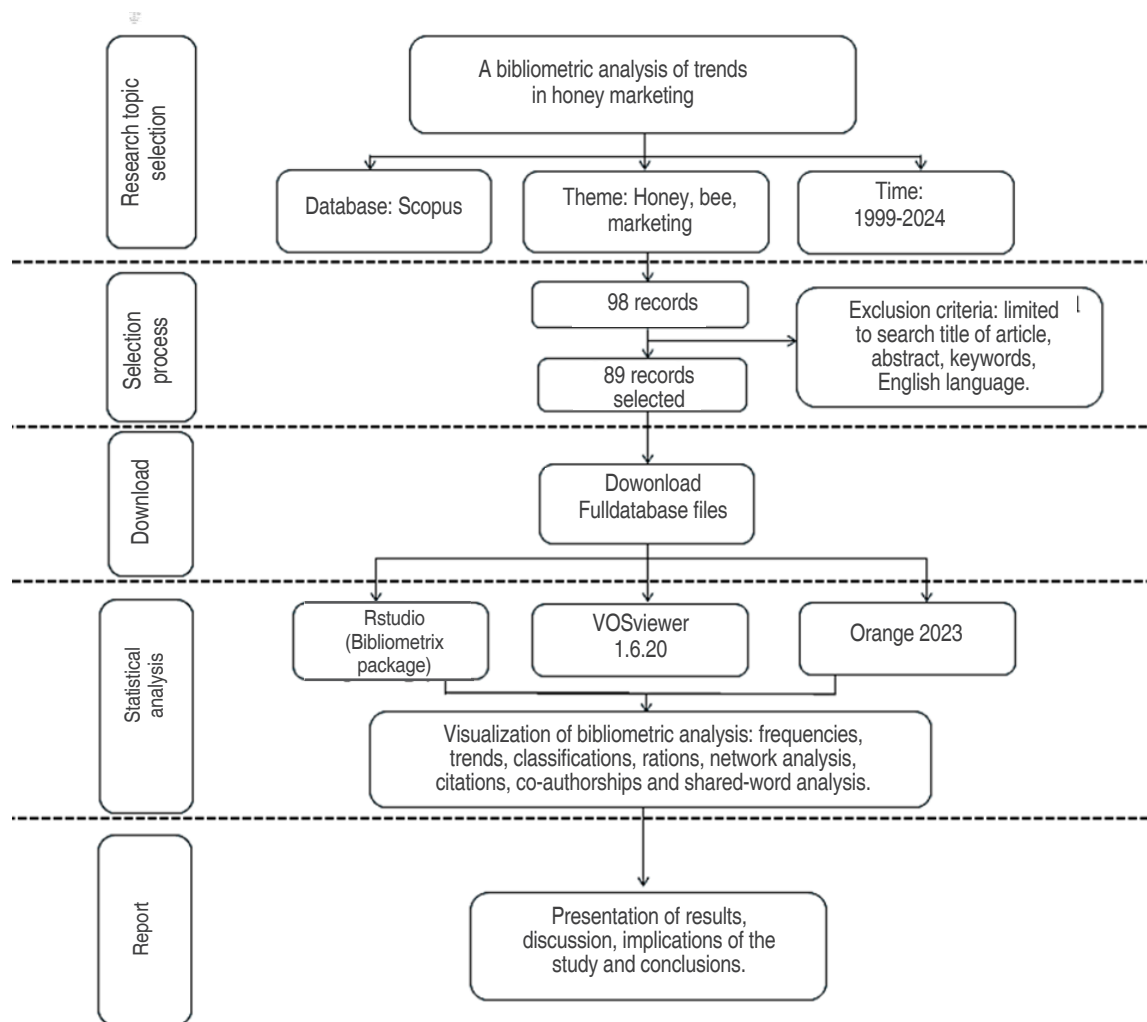 Research topic
selection
A bibliometric analysis of trends
in honey marketing
Database: Scopus
Theme: Honey, bee,
marketing
Time:
1999-2024
Selection
process
98 records
Exclusion criteria: limited
to search title of article,
abstract, keywords,
English language.
89 records
selected
Download
Dowonload
Fulldatabase files
Statistical
analysis
Rstudio
(Bibliometrix
package)
VOSviewer
1.6.20
Orange 2023
Visualization of bibliometric analysis: frequencies,
trends, classifications, rations, network analysis,
citations, co-authorships and shared-word analysis.
Report
Presentation of results,
discussion, implications of the
study and conclusions.